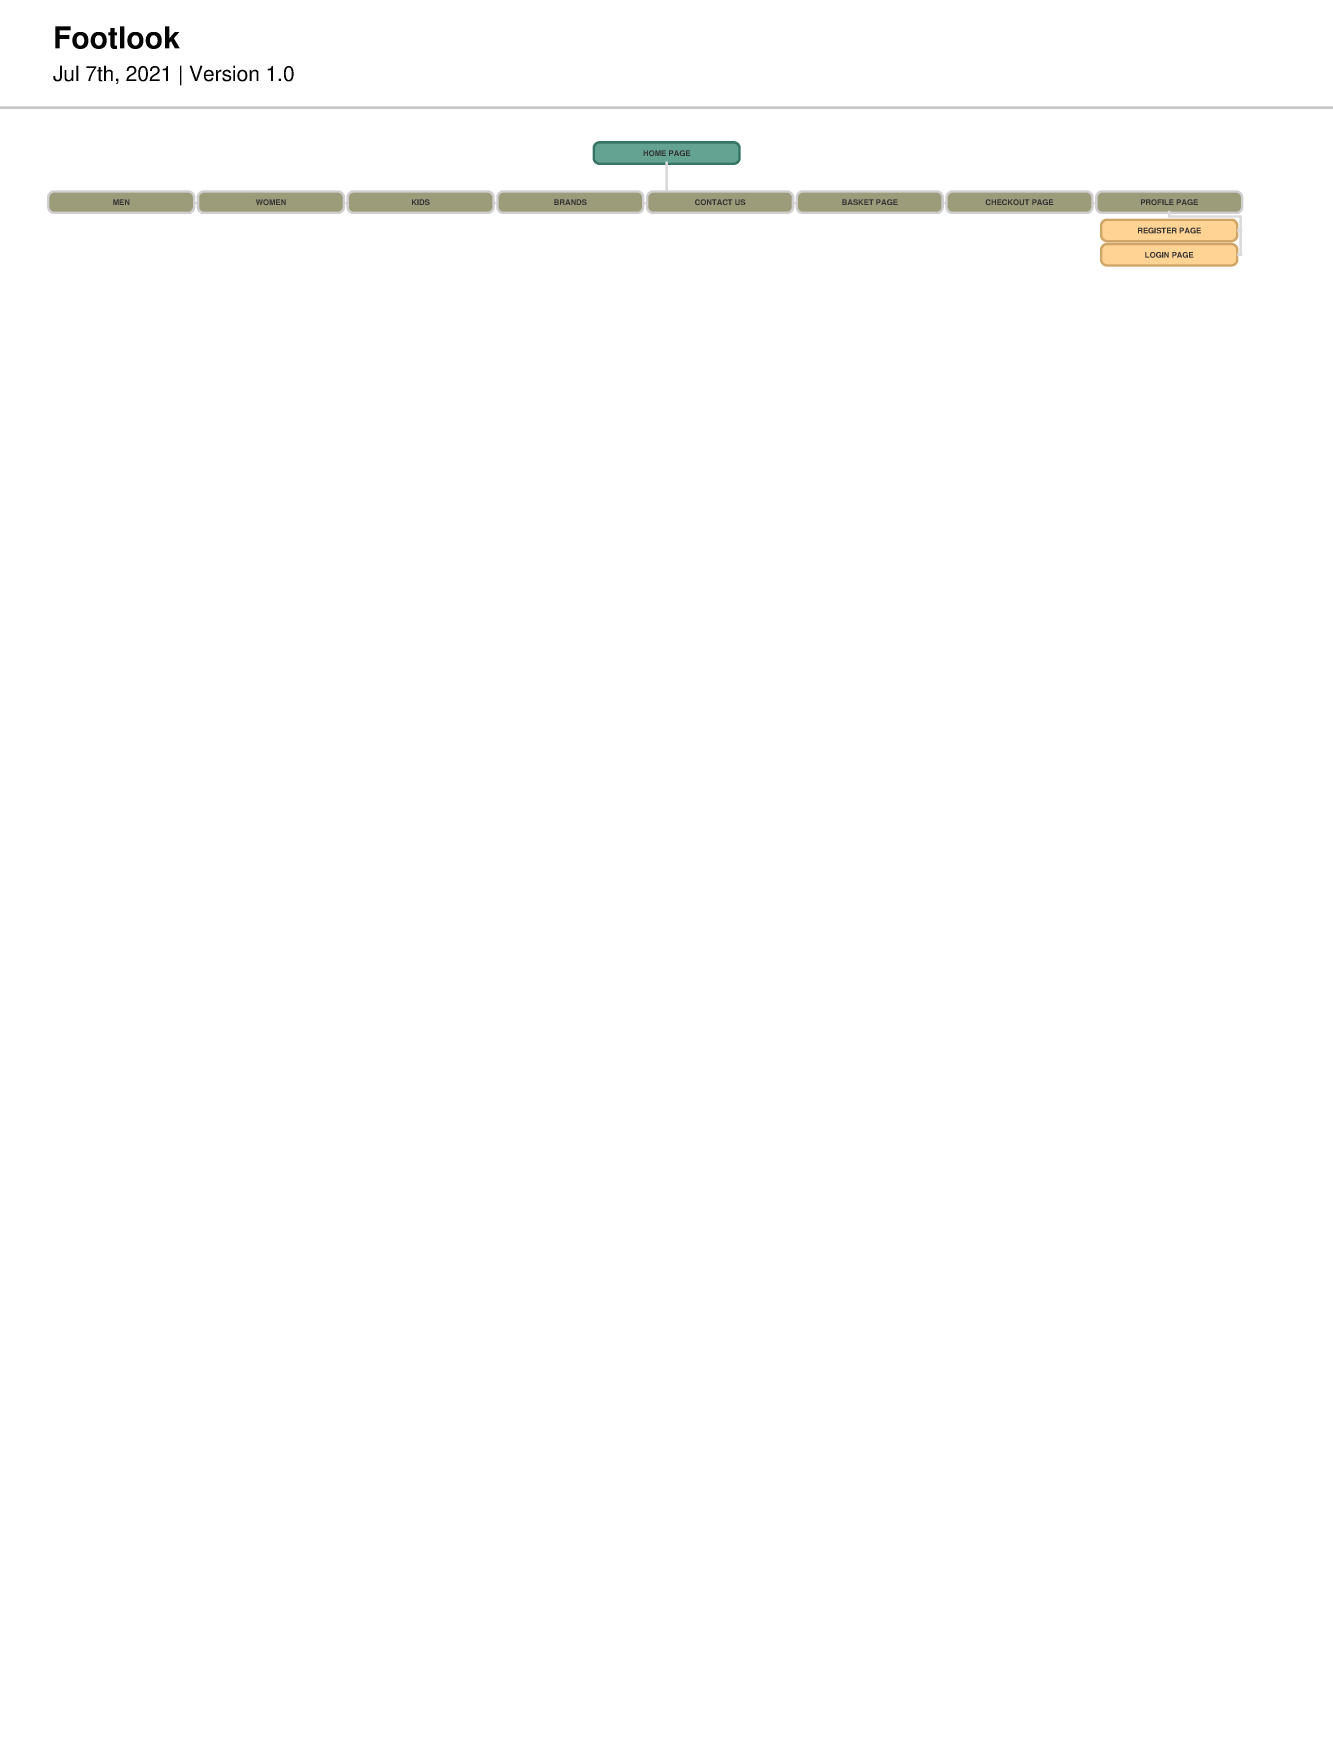 Footlook
Jul 7th, 2021 | Version 1.0
HOME PAGE
MEN
WOMEN
KIDS
BRANDS
CONTACT US
BASKET PAGE
CHECKOUT PAGE
PROFILE PAGE
REGISTER PAGE
LOGIN PAGE